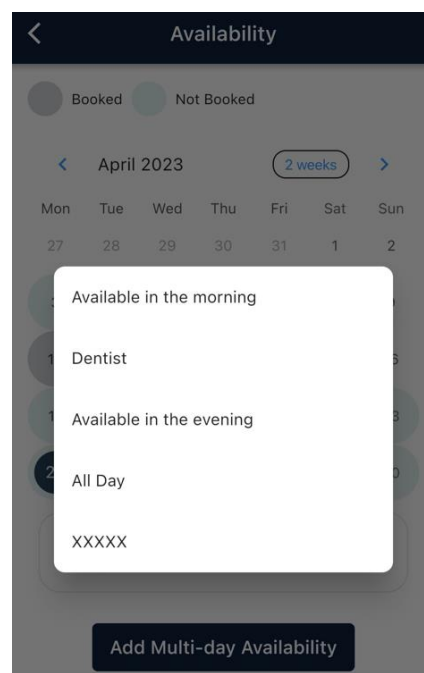 Availability
Booked Not Booked
April 2023 2 weeks
Mon Tue Wed Thu Fri Sat Sun
27 28 29 30 31 1 2
Available in the morning
Dentist
Available in the evening
All Day
XXXXX
Add Multi-day Availability